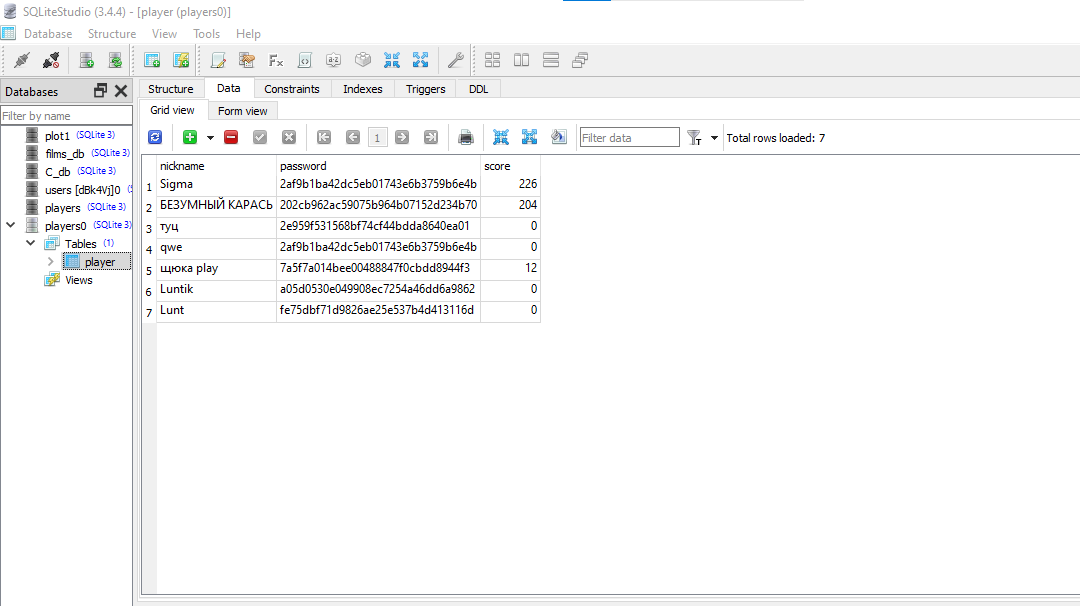 SQLiteStudio (3.4.4) - [player (players0)]
Database Structure View Tools Help
Databases
Filter by name
plot1 (SQLite 3)
films_db (SQLite 3)
C_db (SQLite 3)
users [dBk4Vj]0
players (SQLite 3)
players0 (SQLite 3)
Tables (1)
player
Views
Structure Data Constraints Indexes Triggers DDL
Grid view Form view
1 Filter data Total rows loaded: 7
nickname password score
1 Sigma 2af9b1ba42dc5eb01743e6b3759b6e4b 226
2 БЕЗУМНЫЙ КАРАСЬ 202cb962ac59075b964b07152d234b70 204
3 туц 2e959f531568bf74cf44bdda8640ea01 0
4 qwe 2af9b1ba42dc5eb01743e6b3759b6e4b 0
5 щюка play 7a5f7a014bee00488847f0cbdd8944f3 12
6 Luntik a05d0530e049908ec7254a46dd6a9862 0
7 Lunt fe75dbf71d9826ae25e537b4d413116d 0